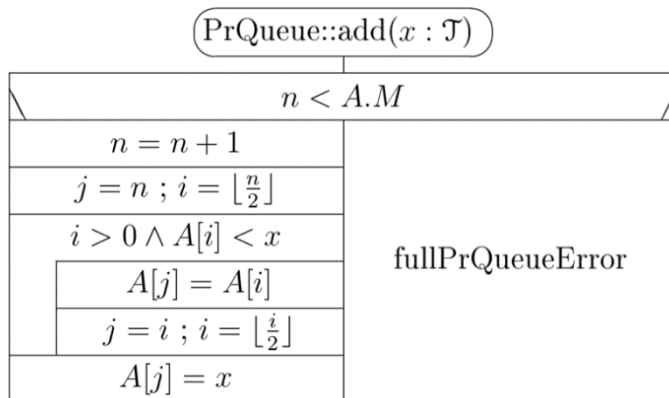 PrQueue::add(x : 𝒯)
n < A.M
n = n + 1
j = n ; i = ⌊n/2⌋
i > 0 ∧ A[i] < x
fullPrQueueError
A[j] = A[i]
j = i ; i = ⌊i/2⌋
A[j] = x